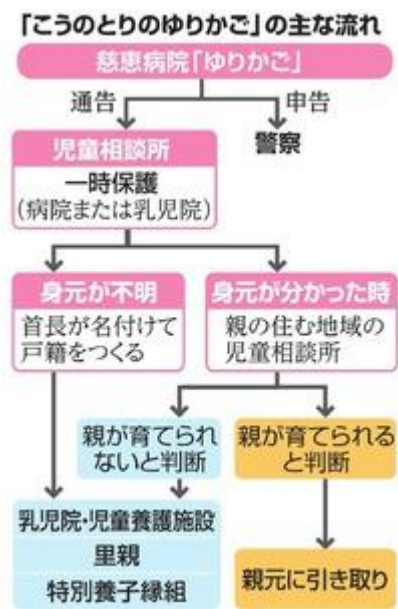 「こうのとりのゆりかご」の主な流れ
慈恵病院「ゆりかご」
通告
申告
児童相談所
一時保護
(病院または乳児院)
警察
身元が不明
首長が名付けて
戸籍をつくる
身元が分かった時
親の住む地域の
児童相談所
親が育てられ
ないと判断
親が育てられる
と判断
乳児院・児童養護施設
里親
特別養子縁組
親元に引き取り